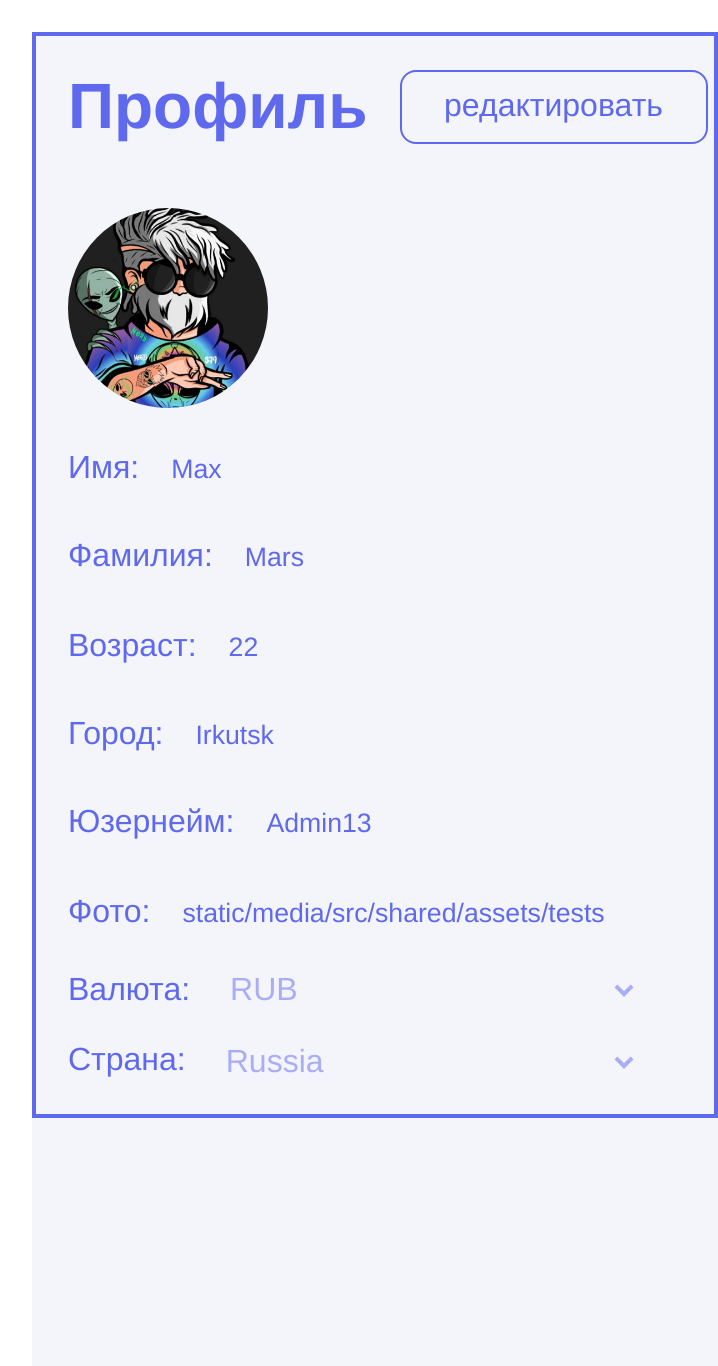 Профиль редактировать
Имя: Max
Фамилия: Mars
Возраст: 22
Город: Irkutsk
Юзернейм: Admin13
Фото: static/media/src/shared/assets/tests
Валюта: RUB
Страна: Russia